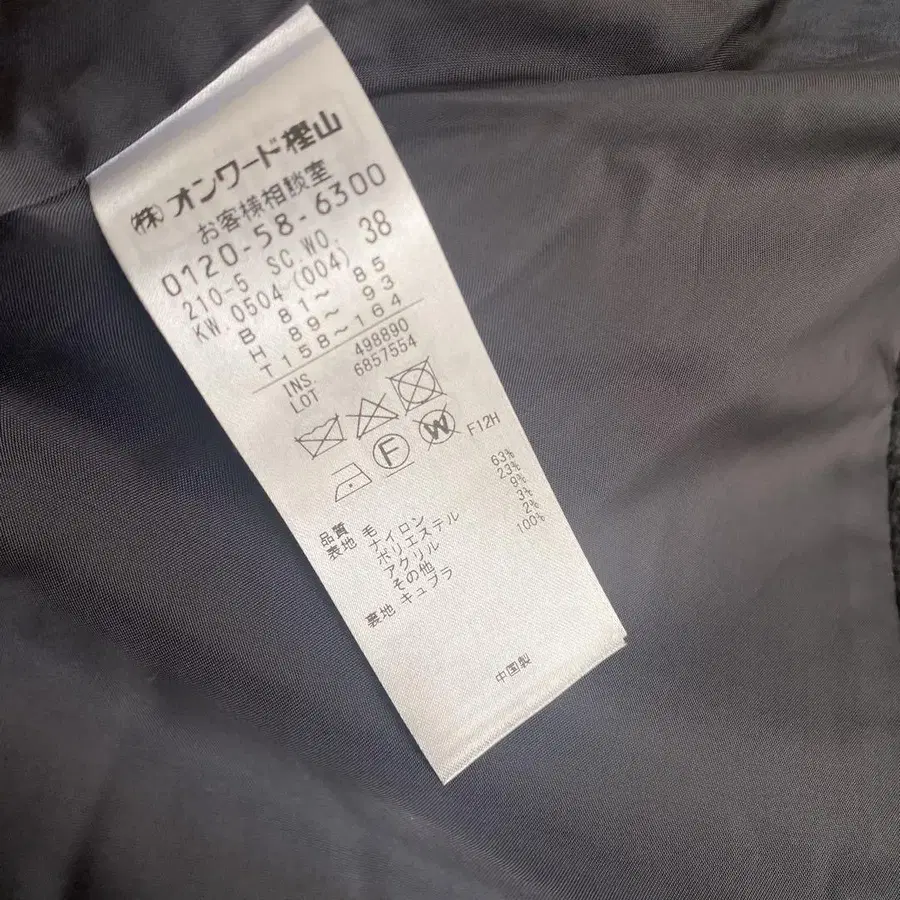 (株)オンワード樫山
お客様相談室
0120-58-6300
210-5 SC.WO. 38
KW.0504(004)
B 81～ 85
H 89～ 93
T158～164
INS. 498890
LOT 6857554
F W F12H
品質
表地 毛 63%
ナイロン 23%
ポリエステル 9%
アクリル 3%
その他 2%
裏地 キュプラ 100%
中国製